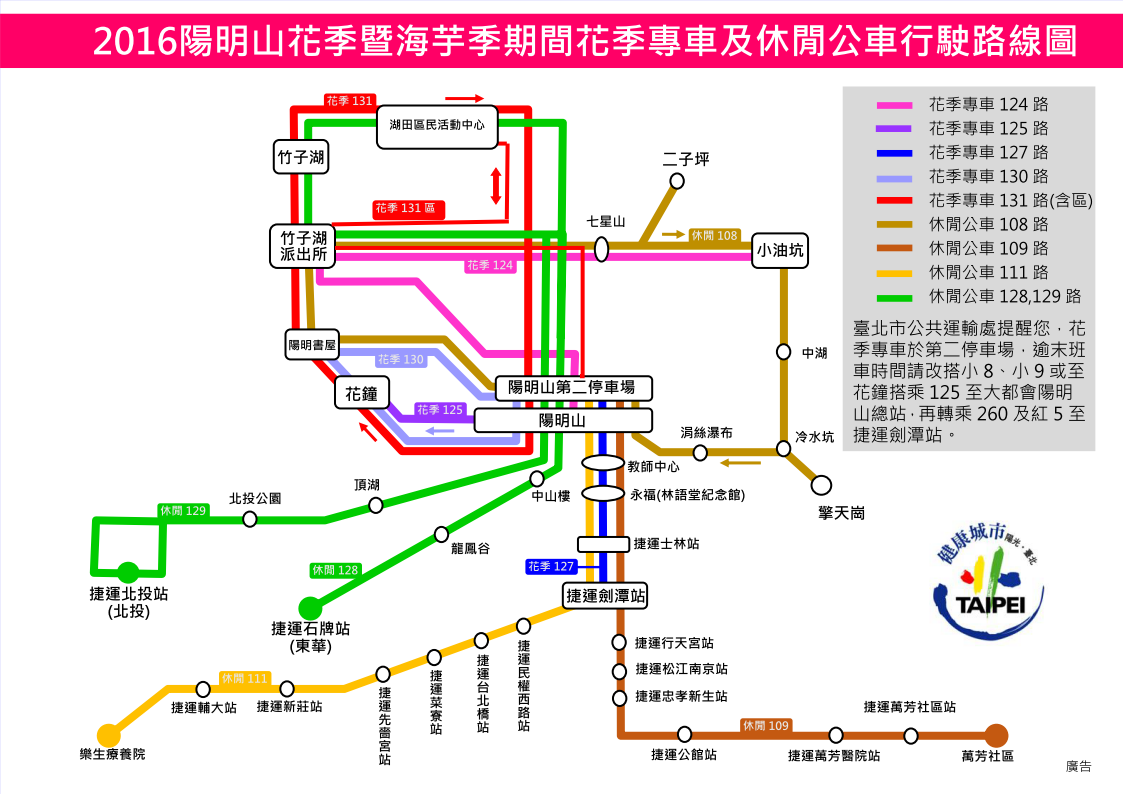 2016陽明山花季暨海芋季期間花季專車及休閒公車行駛路線圖
花季 131
湖田區民活動中心
竹子湖
花季 131 區
竹子湖
派出所
花季 124
七星山
二子坪
休閒 108
小油坑
陽明書屋
花季 130
花鐘
花季 125
陽明山第二停車場
陽明山
中湖
冷水坑
涓絲瀑布
擎天崗
教師中心
永福(林語堂紀念館)
中山樓
頂湖
北投公園
休閒 129
龍鳳谷
休閒 128
捷運北投站
(北投)
捷運石牌站
(東華)
捷運士林站
花季 127
捷運劍潭站
捷運行天宮站
捷運松江南京站
捷運忠孝新生站
捷運民權西路站
捷運台北橋站
捷運菜寮站
捷運先嗇宮站
休閒 111
捷運新莊站
捷運輔大站
樂生療養院
捷運公館站
休閒 109
捷運萬芳醫院站
捷運萬芳社區站
萬芳社區
花季專車 124 路
花季專車 125 路
花季專車 127 路
花季專車 130 路
花季專車 131 路(含區)
休閒公車 108 路
休閒公車 109 路
休閒公車 111 路
休閒公車 128,129 路
臺北市公共運輸處提醒您，花
季專車於第二停車場，逾末班
車時間請改搭小 8、小 9 或至
花鐘搭乘 125 至大都會陽明
山總站，再轉乘 260 及紅 5 至
捷運劍潭站。
健康城市
陽光・臺北
TAIPEI
廣告